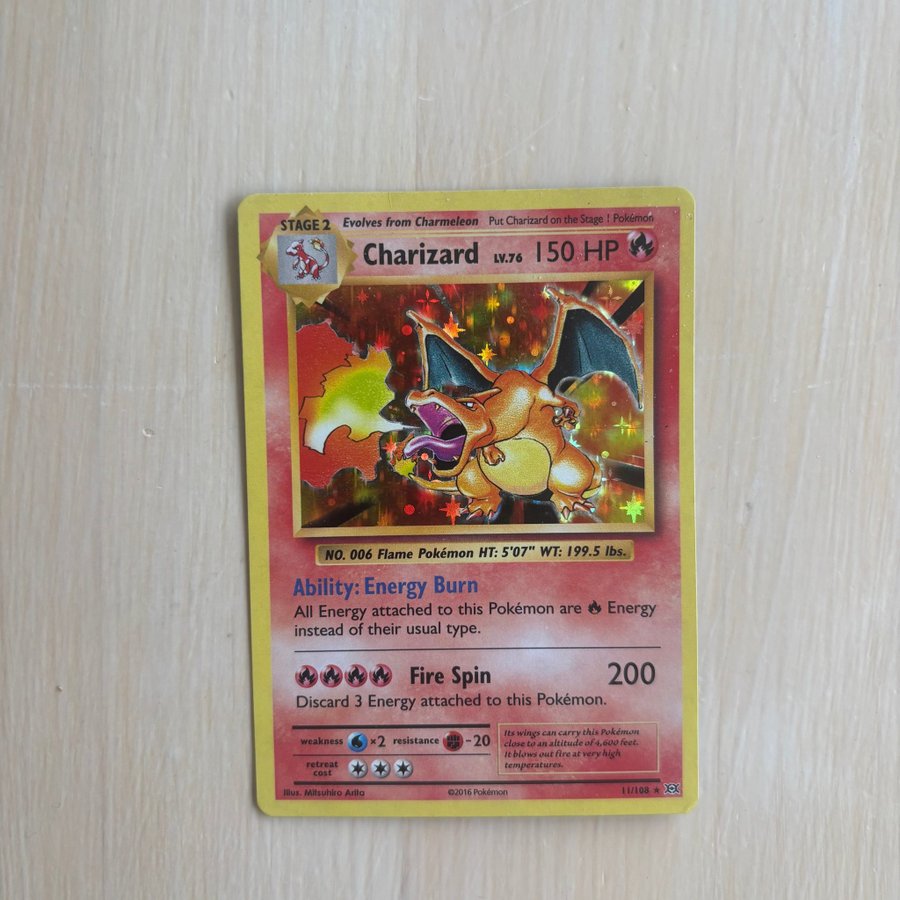 STAGE 2 Evolves from Charmeleon Put Charizard on the Stage 1 Pokémon
Charizard LV.76 150 HP
NO. 006 Flame Pokémon HT: 5'07" WT: 199.5 lbs.
Ability: Energy Burn
All Energy attached to this Pokémon are Energy
instead of their usual type.
Fire Spin 200
Discard 3 Energy attached to this Pokémon.
weakness ×2 resistance -20
retreat
cost
Its wings can carry this Pokémon
close to an altitude of 4,600 feet.
It blows out fire at very high
temperatures.
Illus. Mitsuhiro Arita ©2016 Pokémon 11/108 ★